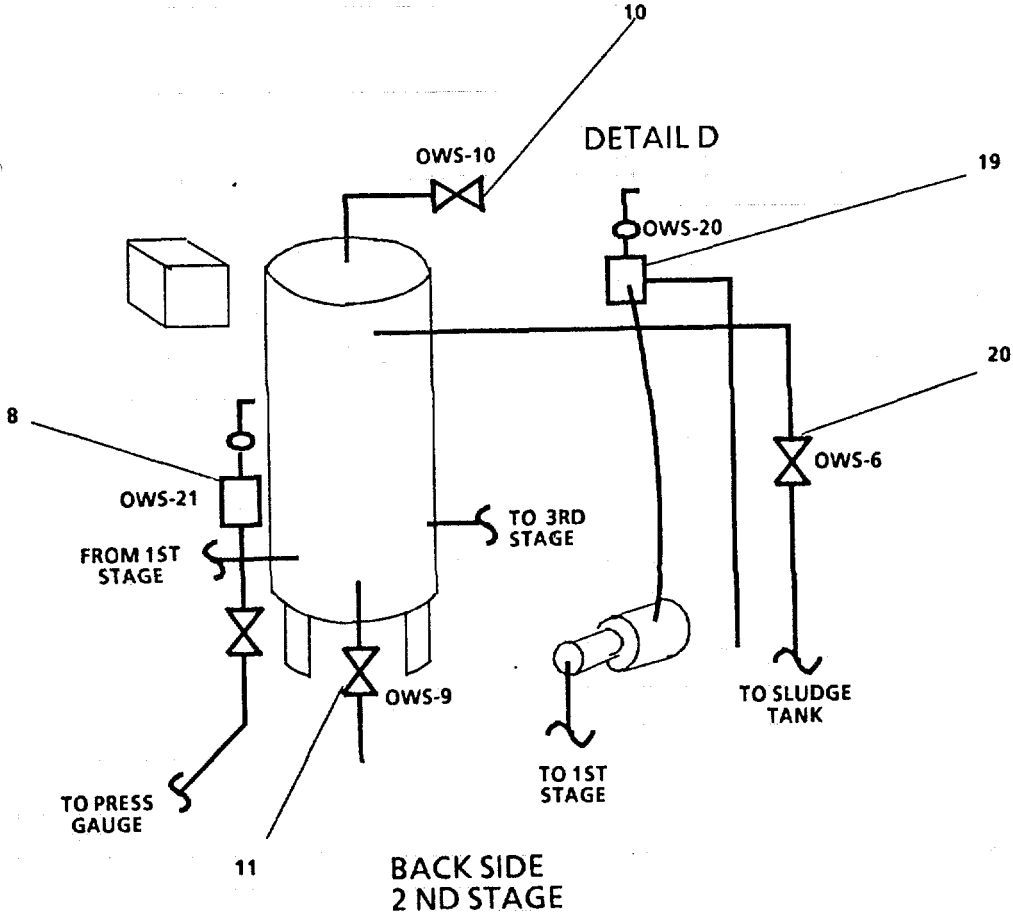 10
DETAIL D
OWS-10
19
OWS-20
20
8
OWS-6
OWS-21
TO 3RD
STAGE
FROM 1ST
STAGE
OWS-9
TO SLUDGE
TANK
TO 1ST
STAGE
TO PRESS
GAUGE
11
BACK SIDE
2 ND STAGE